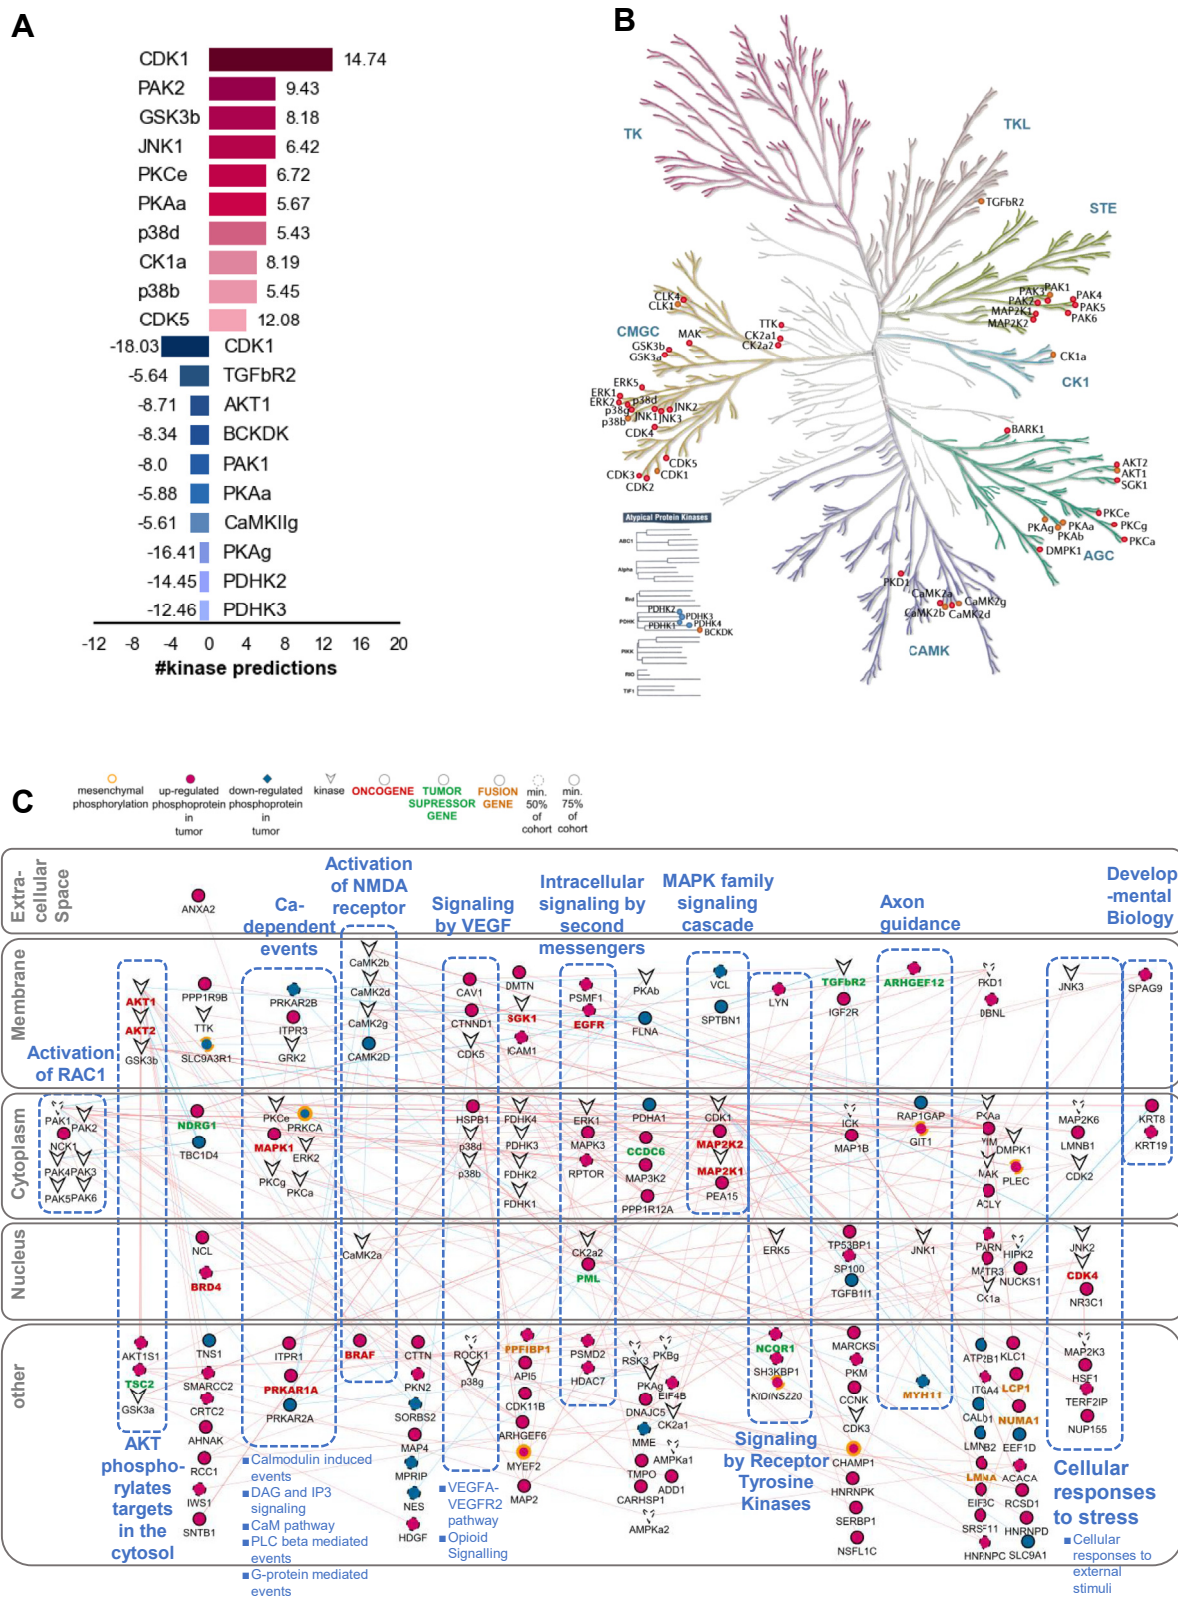 A
CDK1 14.74
PAK2 9.43
GSK3b 8.18
JNK1 6.42
PKCe 6.72
PKAa 5.67
p38d 5.43
CK1a 8.19
p38b 5.45
CDK5 12.08
-18.03 CDK1
-5.64 TGFbR2
-8.71 AKT1
-8.34 BCKDK
-8.0 PAK1
-5.88 PKAa
-5.61 CaMKIIg
-16.41 PKAg
-14.45 PDHK2
-12.46 PDHK3
-12 -8 -4 0 4 8 12 16 20
#kinase predictions
B
TK
TKL
TGFbR2
STE
PAK3
PAK1
PAK2
PAK4
MAP2K1
PAK5
MAP2K2
PAK6
CLK4
CLK1
CMGC
MAK
TTK
CK2a1
CK2a2
GSK3b
GSK3a
CK1a
CK1
ERK5
ERK1
ERK2
p38d
p38g
JNK2
JNK1
JNK3
p38b
CDK4
CDK5
CDK3
CDK1
CDK2
BARK1
AKT2
AKT1
SGK1
PKCe
PKAg
PKAa
PKCg
PKAb
PKCa
DMPK1
AGC
PKD1
CaMK2a
CaMK2g
CaMK2b
CaMK2d
CAMK
Atypical Protein Kinases
ABC1
Alpha
Brd
PDHK
PDHK2
PDHK3
PDHK1
PDHK4
BCKDK
PIKK
RIO
TIF1
C
mesenchymal
phosphorylation
up-regulated
phosphoprotein
in
tumor
down-regulated
phosphoprotein
in
tumor
kinase
ONCOGENE
TUMOR
SUPRESSOR
GENE
FUSION
GENE
min.
50%
of
cohort
min.
75%
of
cohort
Extra-
cellular
Space
ANXA2
Ca-
dependent
events
Activation
of NMDA
receptor
Signaling
by VEGF
Intracellular
signaling by
second
messengers
MAPK family
signaling
cascade
Axon
guidance
Develop
-mental
Biology
Membrane
AKT1
AKT2
GSK3b
PPP1R9B
TTK
SLC9A3R1
PRKAR2B
ITPR3
GRK2
CaMK2b
CaMK2d
CaMK2g
CAMK2D
CAV1
CTNND1
CDK5
DMTN
SGK1
ICAM1
PSMF1
EGFR
PKAb
FLNA
VCL
SPTBN1
LYN
TGFbR2
IGF2R
ARHGEF12
JNK3
SPAG9
Activation
of RAC1
Cytoplasm
PAK1
PAK2
NCK1
PAK4
PAK3
PAK5
PAK6
NDRG1
TBC1D4
PKCe
PRKCA
MAPK1
ERK2
PKCg
PKCa
HSPB1
p38d
p38b
ERK1
MAPK3
RPTOR
PDHA1
CCDC6
MAP3K2
PPP1R12A
CDK1
MAP2K2
MAP2K1
PEA15
ICK
MAP1B
RAP1GAP
GIT1
DMPK1
PLEC
MAP2K6
LMNB1
CDK2
KRT8
KRT19
Nucleus
NCL
BRD4
CaMK2a
CK2a2
PML
ERK5
TP53BP1
SP100
TGFB1I1
JNK1
HIPK2
NUCKS1
JNK2
CDK4
NR3C1
other
AKT1S1
TSC2
GSK3a
TNS1
SMARCC2
CRTC2
AHNAK
RCC1
IWS1
SNTB1
ITPR1
PRKAR1A
PRKAR2A
BRAF
CTTN
PKN2
SORBS2
MAP4
MPRIP
NES
HDGF
ROCK1
p38g
API5
CDK11B
ARHGEF6
MYEF2
MAP2
PSMD2
HDAC7
RSK3
PKBg
PKAg
EIF4B
DNAJC5
CK2a1
MME
AMPKa1
TMPO
ADD1
CARHSP1
AMPKa2
NCOR1
SH3KBP1
KIDINS220
MARCKS
PKM
CCNK
CDK3
CHAMP1
HNRNPK
SERBP1
NSFL1C
MYH11
KLC1
ITGA4
LCP1
NUMA1
EEF1D
ACACA
RCSD1
HNRNPD
SLC9A1
MAP2K3
HSF1
TERF2IP
NUP155
AKT
phospho-
rylates
targets
in the
cytosol
Calmodulin induced
events
DAG and IP3
signaling
CaM pathway
PLC beta mediated
events
G-protein mediated
events
VEGFA-
VEGFR2
pathway
Opioid
Signalling
Signaling
by Receptor
Tyrosine
Kinases
Cellular
responses
to stress
Cellular
responses to
external
stimuli